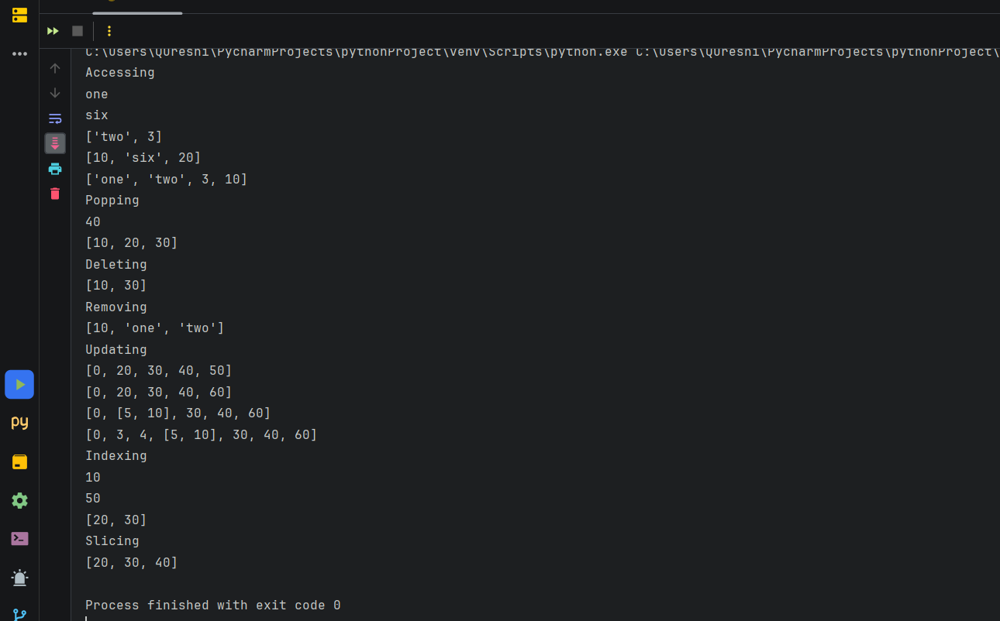 C:\Users\QUreshi\PycharmProjects\pythonProject\venv\Scripts\python.exe C:\Users\QUreshi\PycharmProjects\pythonProject\
Accessing
one
six
['two', 3]
[10, 'six', 20]
['one', 'two', 3, 10]
Popping
40
[10, 20, 30]
Deleting
[10, 30]
Removing
[10, 'one', 'two']
Updating
[0, 20, 30, 40, 50]
[0, 20, 30, 40, 60]
[0, [5, 10], 30, 40, 60]
[0, 3, 4, [5, 10], 30, 40, 60]
Indexing
10
50
[20, 30]
Slicing
[20, 30, 40]
Process finished with exit code 0
py